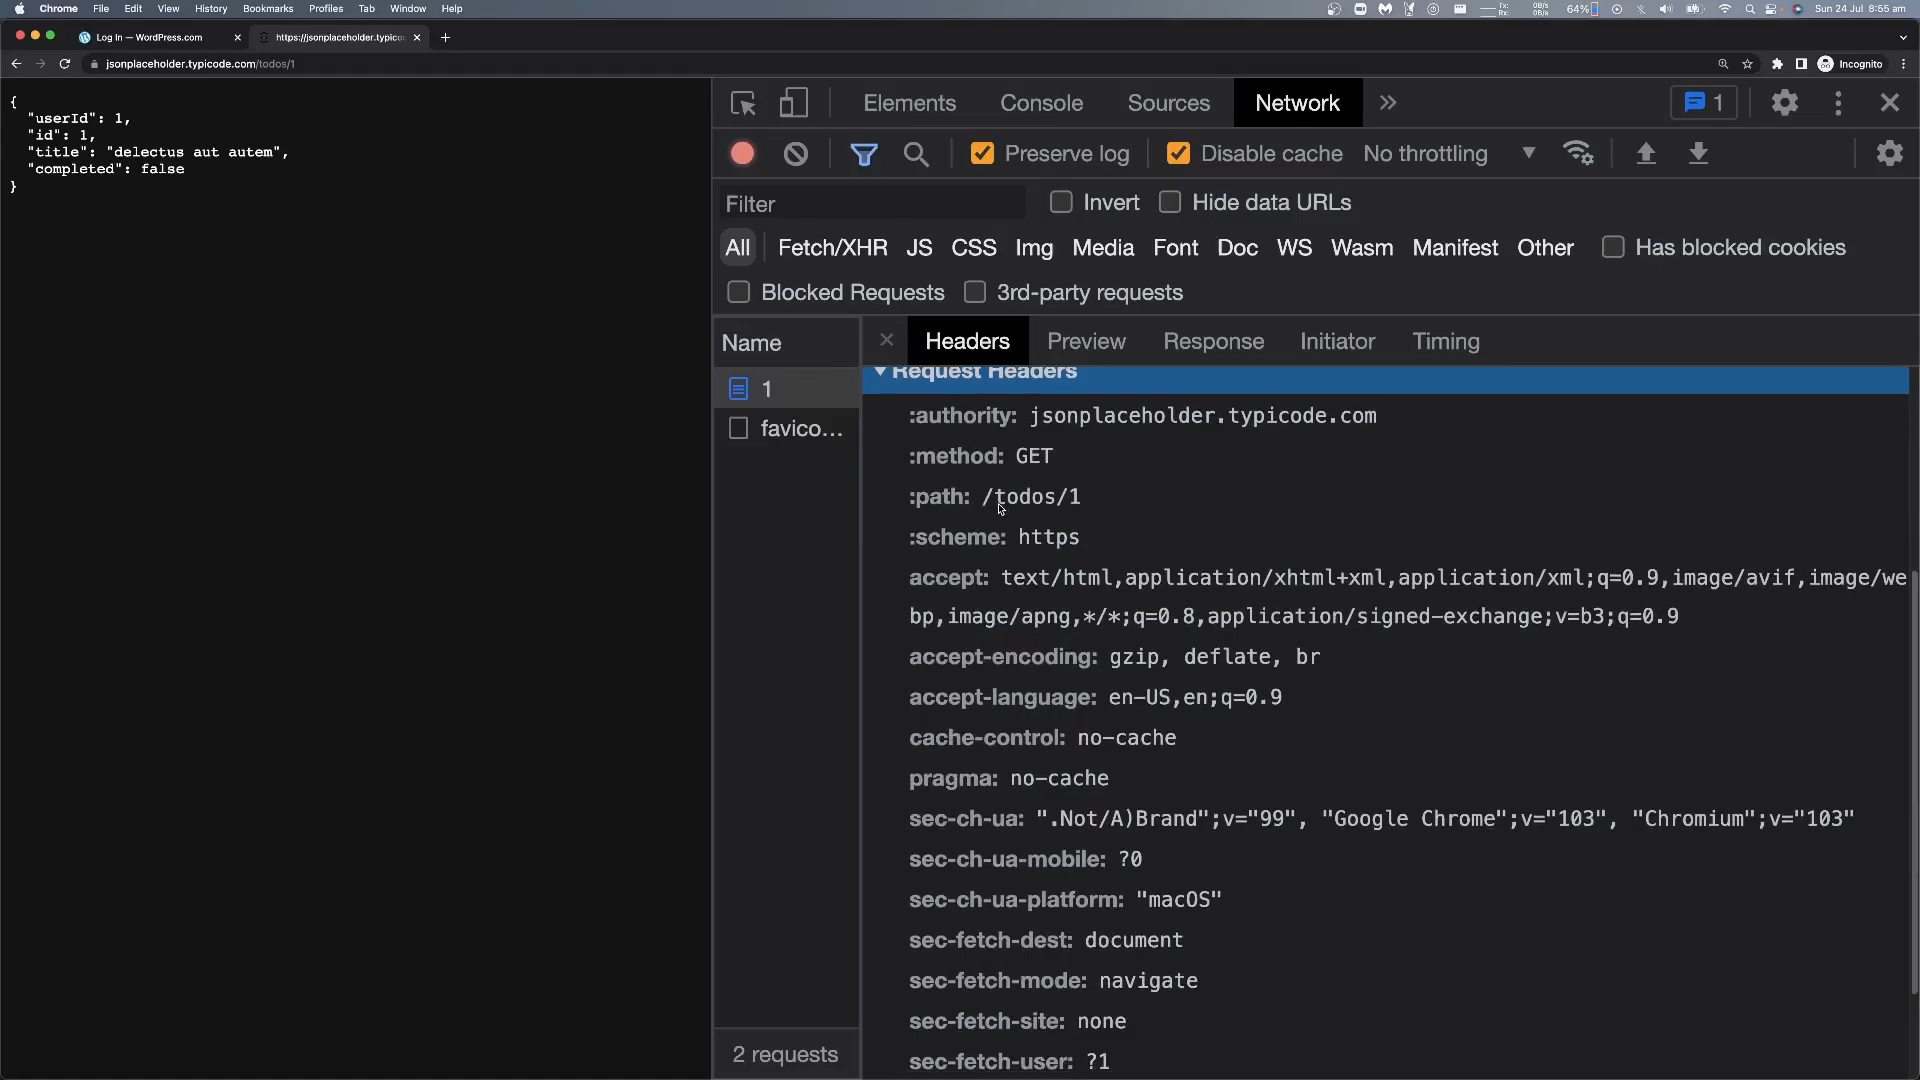 Chrome File Edit View History Bookmarks Profiles Tab Window Help
Tx: Rx: 0B/s 0B/s 64% Sun 24 Jul 8:55 am
Log In — WordPress.com
https://jsonplaceholder.typico
jsonplaceholder.typicode.com/todos/1
Incognito
{
"userId": 1,
"id": 1,
"title": "delectus aut autem",
"completed": false
}
Elements Console Sources Network » 1
Preserve log Disable cache No throttling
Filter Invert Hide data URLs
All Fetch/XHR JS CSS Img Media Font Doc WS Wasm Manifest Other Has blocked cookies
Blocked Requests 3rd-party requests
Name
1
favico...
2 requests
Headers Preview Response Initiator Timing
Request Headers
:authority: jsonplaceholder.typicode.com
:method: GET
:path: /todos/1
:scheme: https
accept: text/html,application/xhtml+xml,application/xml;q=0.9,image/avif,image/we
bp,image/apng,*/*;q=0.8,application/signed-exchange;v=b3;q=0.9
accept-encoding: gzip, deflate, br
accept-language: en-US,en;q=0.9
cache-control: no-cache
pragma: no-cache
sec-ch-ua: ".Not/A)Brand";v="99", "Google Chrome";v="103", "Chromium";v="103"
sec-ch-ua-mobile: ?0
sec-ch-ua-platform: "macOS"
sec-fetch-dest: document
sec-fetch-mode: navigate
sec-fetch-site: none
sec-fetch-user: ?1